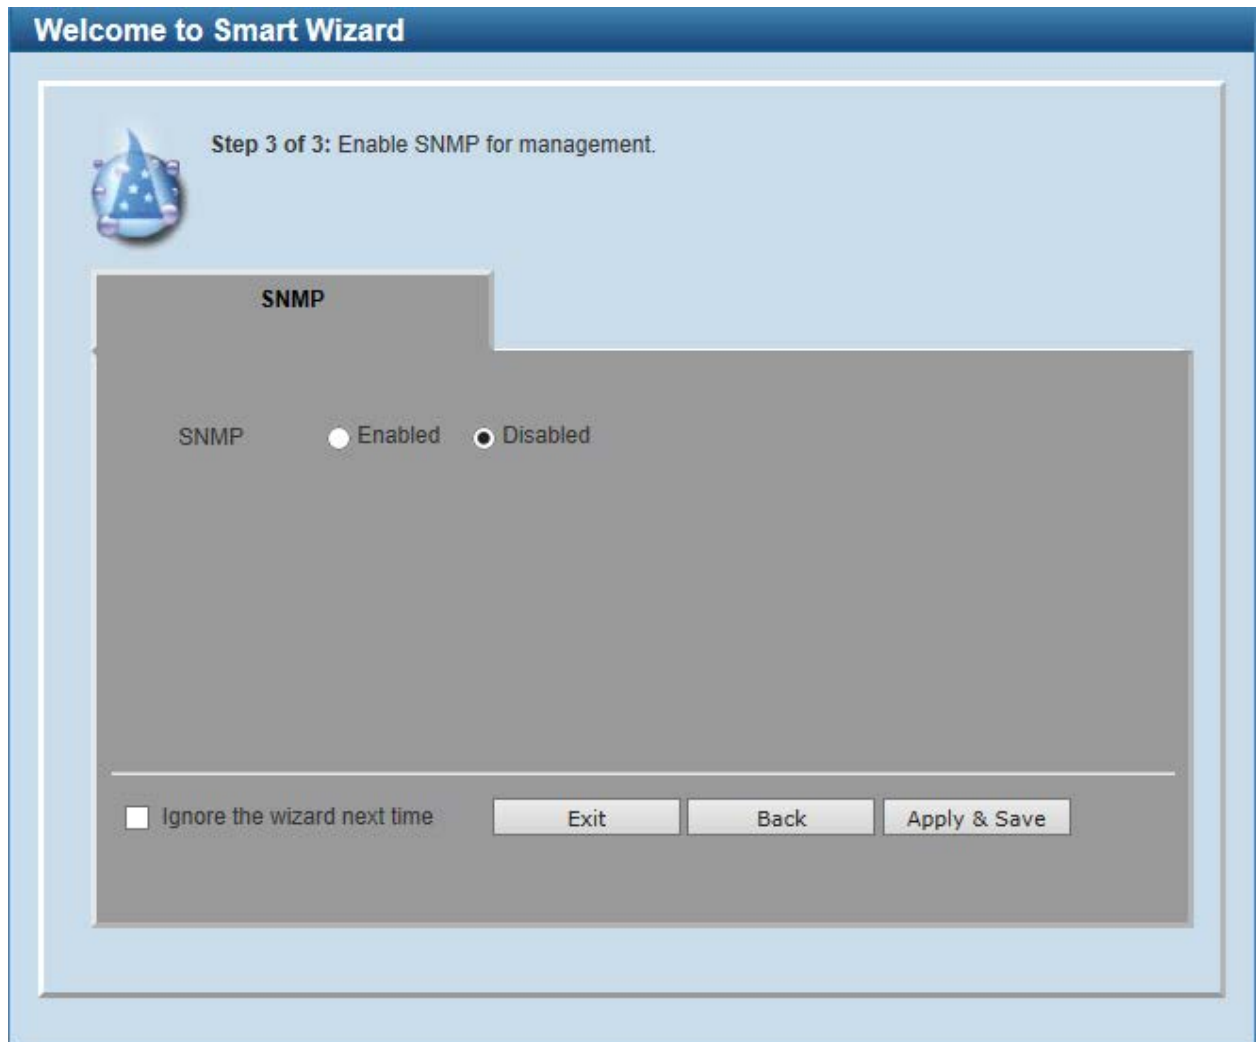 Welcome to Smart Wizard
Step 3 of 3: Enable SNMP for management.
SNMP
SNMP Enabled Disabled
Ignore the wizard next time Exit Back Apply & Save